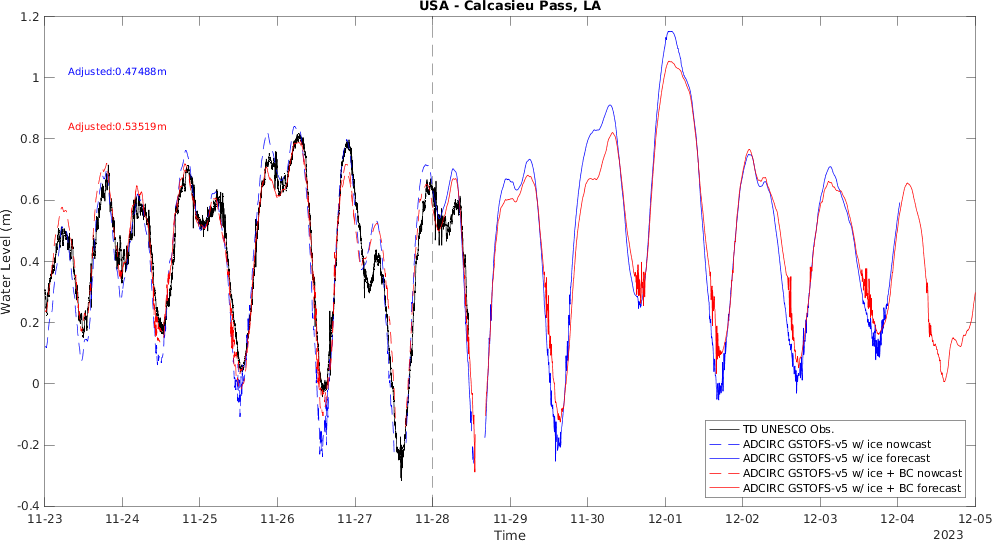 USA - Calcasieu Pass, LA
1.2
1
0.8
0.6
0.4
0.2
0
-0.2
-0.4
Water Level (m)
Adjusted:0.47488m
Adjusted:0.53519m
TD UNESCO Obs.
ADCIRC GSTOFS-v5 w/ ice nowcast
ADCIRC GSTOFS-v5 w/ ice forecast
ADCIRC GSTOFS-v5 w/ ice + BC nowcast
ADCIRC GSTOFS-v5 w/ ice + BC forecast
11-23 11-24 11-25 11-26 11-27 11-28 11-29 11-30 12-01 12-02 12-03 12-04 12-05
Time
2023